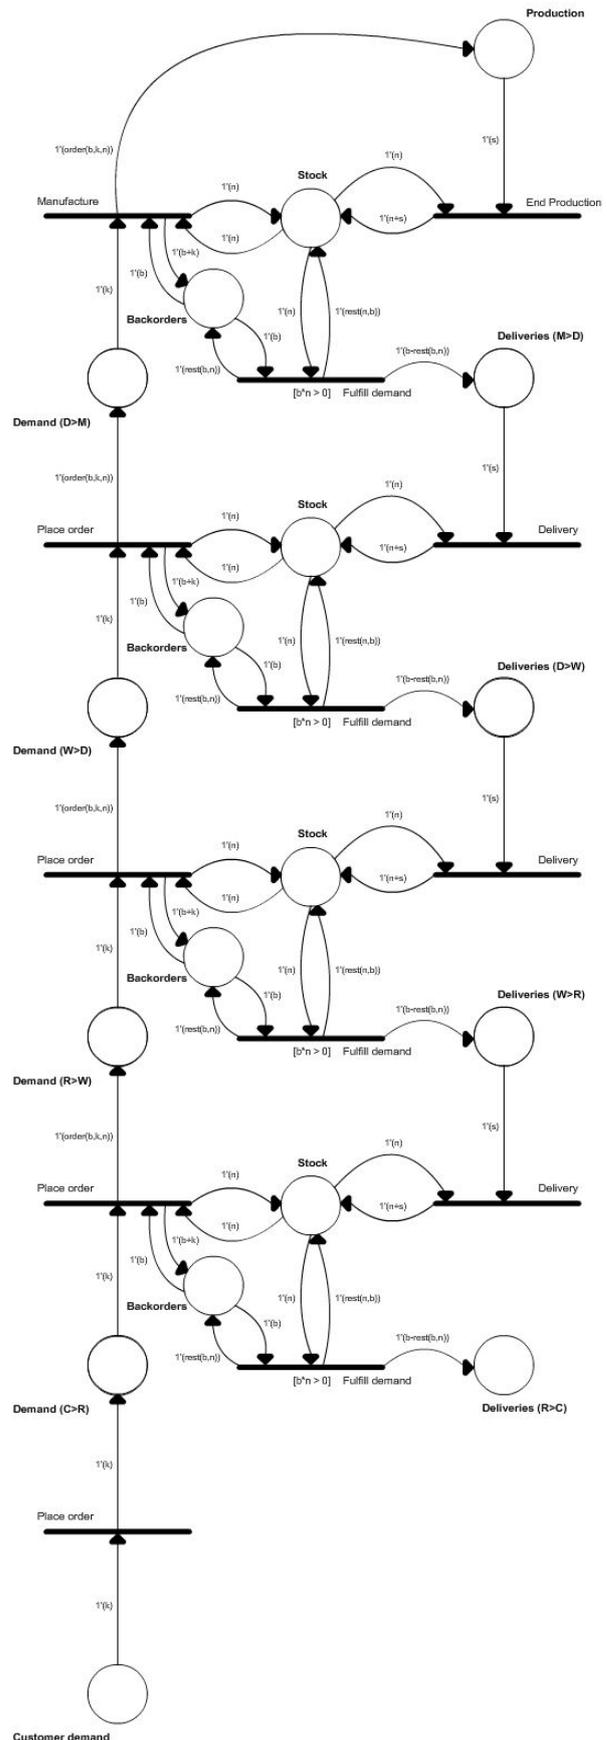 Production
1'(order(b,k,n))
1'(s)
1'(n)
Stock
1'(n)
Manufacture
1'(n+s)
End Production
1'(n)
1'(b+k)
1'(b)
1'(k)
Backorders
1'(n)
1'(rest(n,b))
1'(b)
Deliveries (M>D)
1'(b-rest(b,n))
1'(rest(b,n))
[b*n > 0] Fulfill demand
Demand (D>M)
1'(s)
1'(order(b,k,n))
1'(n)
Stock
1'(n)
Place order
1'(n+s)
Delivery
1'(n)
1'(b+k)
1'(b)
1'(k)
Backorders
1'(n)
1'(rest(n,b))
1'(b)
Deliveries (D>W)
1'(b-rest(b,n))
1'(rest(b,n))
[b*n > 0] Fulfill demand
Demand (W>D)
1'(s)
1'(order(b,k,n))
1'(n)
Stock
1'(n)
Place order
1'(n+s)
Delivery
1'(n)
1'(b+k)
1'(b)
1'(k)
Backorders
1'(n)
1'(rest(n,b))
1'(b)
Deliveries (W>R)
1'(b-rest(b,n))
1'(rest(b,n))
[b*n > 0] Fulfill demand
Demand (R>W)
1'(s)
1'(order(b,k,n))
1'(n)
Stock
1'(n)
Place order
1'(n+s)
Delivery
1'(n)
1'(b+k)
1'(b)
1'(k)
Backorders
1'(n)
1'(rest(n,b))
1'(b)
1'(b-rest(b,n))
1'(rest(b,n))
[b*n > 0] Fulfill demand
Demand (C>R)
Deliveries (R>C)
1'(k)
Place order
1'(k)
Customer demand